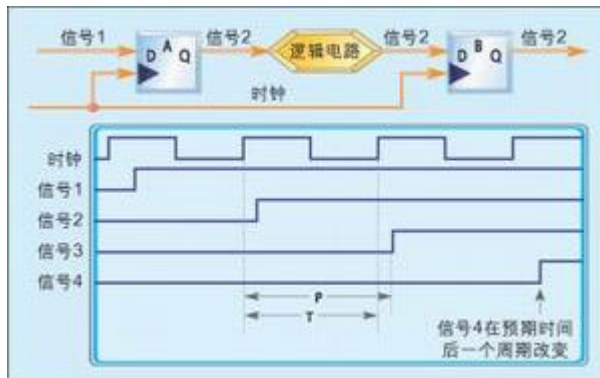 信号1
D A Q
信号2
逻辑电路
信号2
D B Q
信号2
时钟
时钟
信号1
信号2
信号3
信号4
P
T
信号4在预期时间
后一个周期改变